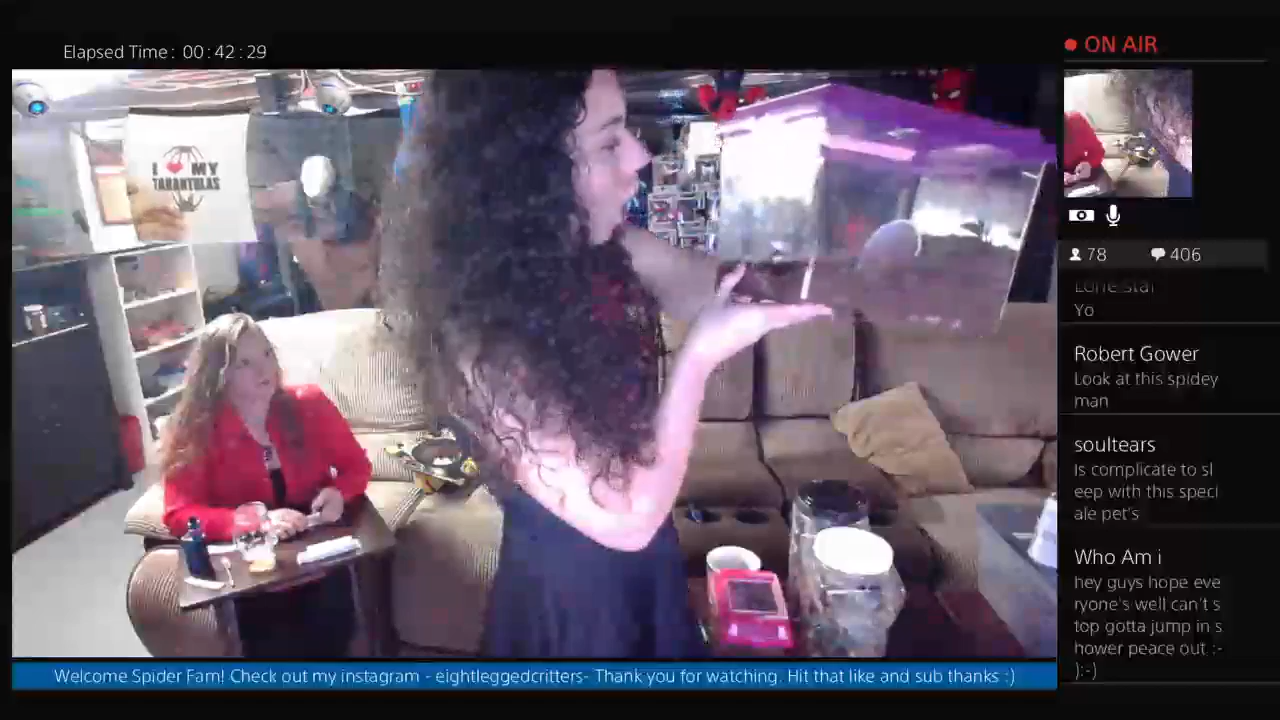 Elapsed Time: 00:42:29
ON AIR
I MY
TARANTULAS
78 406
Lone star
Yo
Robert Gower
Look at this spidey
man
soultears
Is complicate to sl
eep with this speci
ale pet's
Who Am i
hey guys hope eve
ryone's well can't s
top gotta jump in s
hower peace out :-
):-)
Welcome Spider Fam! Check out my instagram - eightleggedcritters- Thank you for watching. Hit that like and sub thanks :)